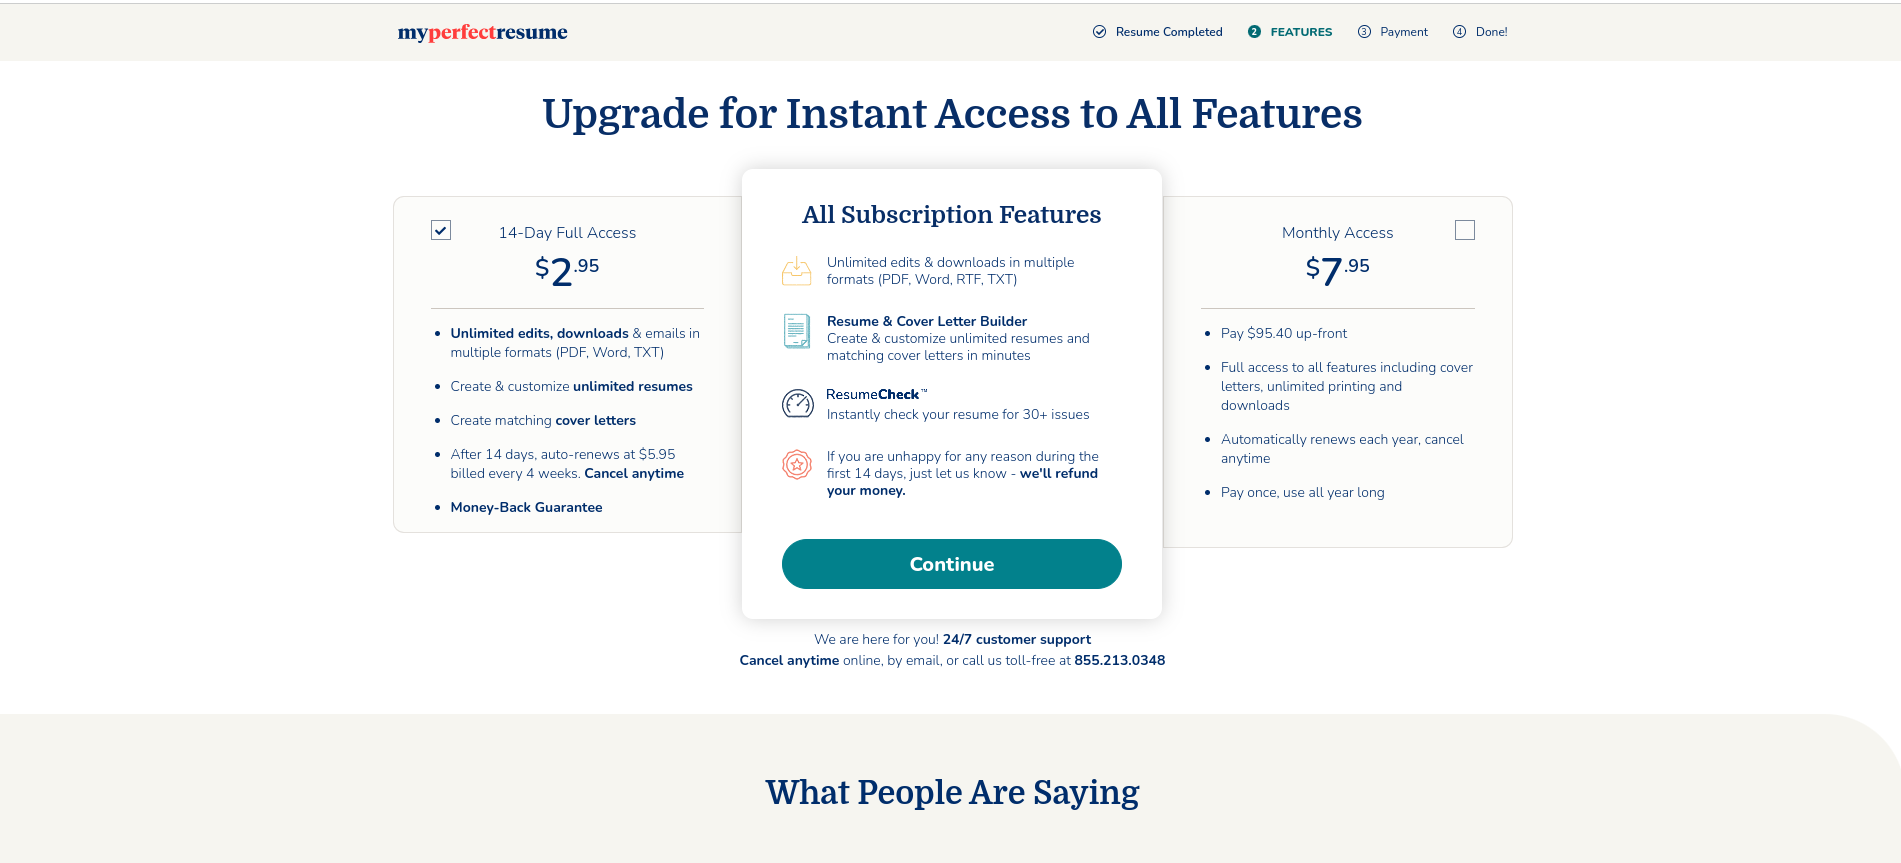 myperfectresume
Resume Completed
2 FEATURES
3 Payment
4 Done!
Upgrade for Instant Access to All Features
14-Day Full Access
$2.95
Unlimited edits, downloads & emails in
multiple formats (PDF, Word, TXT)
Create & customize unlimited resumes
Create matching cover letters
After 14 days, auto-renews at $5.95
billed every 4 weeks. Cancel anytime
Money-Back Guarantee
All Subscription Features
Unlimited edits & downloads in multiple
formats (PDF, Word, RTF, TXT)
Resume & Cover Letter Builder
Create & customize unlimited resumes and
matching cover letters in minutes
ResumeCheck™
Instantly check your resume for 30+ issues
If you are unhappy for any reason during the
first 14 days, just let us know - we'll refund
your money.
Continue
Monthly Access
$7.95
Pay $95.40 up-front
Full access to all features including cover
letters, unlimited printing and
downloads
Automatically renews each year, cancel
anytime
Pay once, use all year long
We are here for you! 24/7 customer support
Cancel anytime online, by email, or call us toll-free at 855.213.0348
What People Are Saying